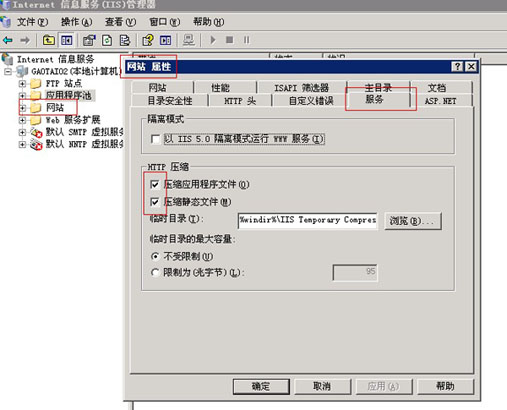 Internet 信息服务(IIS)管理器
文件(F) 操作(A) 查看(V) 窗口(W) 帮助(H)
Internet 信息服务
GAOTAI02(本地计算机)
FTP 站点
应用程序池
网站
Web 服务扩展
默认 SMTP 虚拟服务
默认 NNTP 虚拟服务
网站 属性
网站 性能 ISAPI 筛选器 主目录 文档
目录安全性 HTTP 头 自定义错误 服务 ASP.NET
隔离模式
以 IIS 5.0 隔离模式运行 WWW 服务(I)
HTTP 压缩
压缩应用程序文件(O)
压缩静态文件(M)
临时目录(T): %windir%\IIS Temporary Compres 浏览(B)...
临时目录的最大容量:
不受限制(U)
限制为(兆字节)(L): 95
确定 取消 应用(A) 帮助